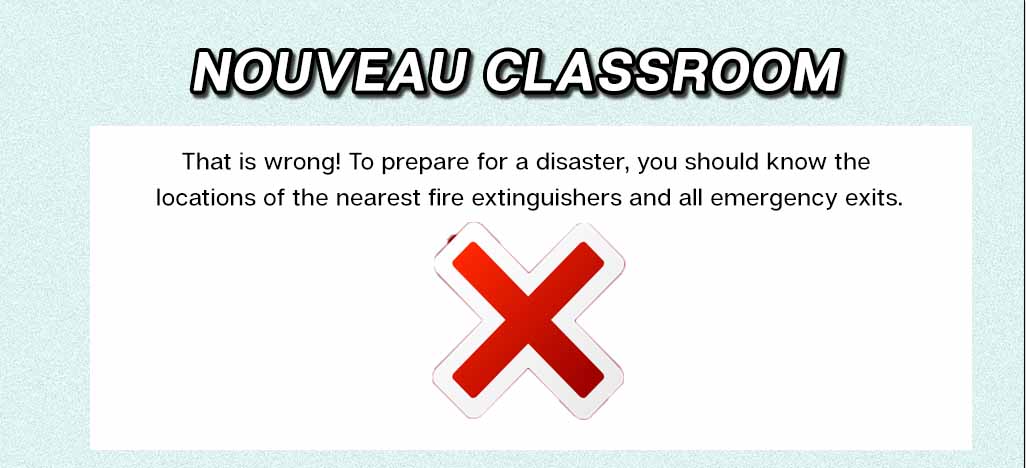 NOUVEAU CLASSROOM
That is wrong! To prepare for a disaster, you should know the
locations of the nearest fire extinguishers and all emergency exits.